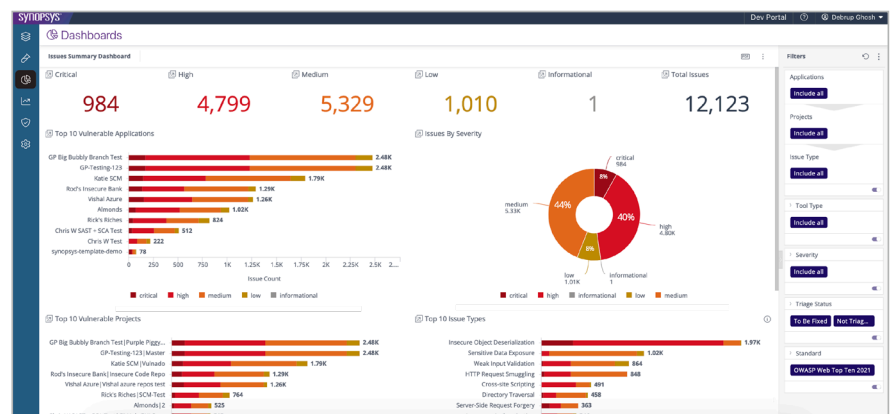 SYNOPSYS
Dev Portal
Debrup Ghosh
Dashboards
Issues Summary Dashboard
Filters
Critical
High
Medium
Low
Informational
Total Issues
984
4,799
5,329
1,010
1
12,123
Applications
Include all
Projects
Include all
Issue Type
Include all
Tool Type
Include all
Severity
Include all
Triage Status
To Be Fixed
Not Triag...
Standard
OWASP Web Top Ten 2021
Top 10 Vulnerable Applications
GP Big Bubbly Branch Test 2.48K
GP-Testing-123 2.48K
Katie SCM 1.79K
Rod's Insecure Bank 1.29K
Vishal Azure 1.26K
Almonds 1.02K
Rick's Riches 824
Chris W SAST + SCA Test 512
Chris W Test 222
synopsys-template-demo 78
0 250 500 750 1K 1.25K 1.5K 1.75K 2K 2.25K 2.5K 2....
Issue Count
critical high medium low informational
Issues By Severity
critical
984
8%
medium
5.33K
44%
40%
high
4.80K
8%
low
1.01K
informational
1
critical high informational low medium
Top 10 Vulnerable Projects
GP Big Bubbly Branch Test|Purple Piggy... 2.48K
GP-Testing-123|Master 2.48K
Katie SCM|Vulnado 1.79K
Rod's Insecure Bank|Insecure Code Repo 1.29K
Vishal Azure|Vishal azure repos test 1.26K
Rick's Riches|SCM-Test 764
Almonds|2 525
Top 10 Issue Types
Insecure Object Deserialization 1.97K
Sensitive Data Exposure 1.02K
Weak Input Validation 864
HTTP Request Smuggling 848
Cross-site Scripting 491
Directory Traversal 458
Server-Side Request Forgery 363